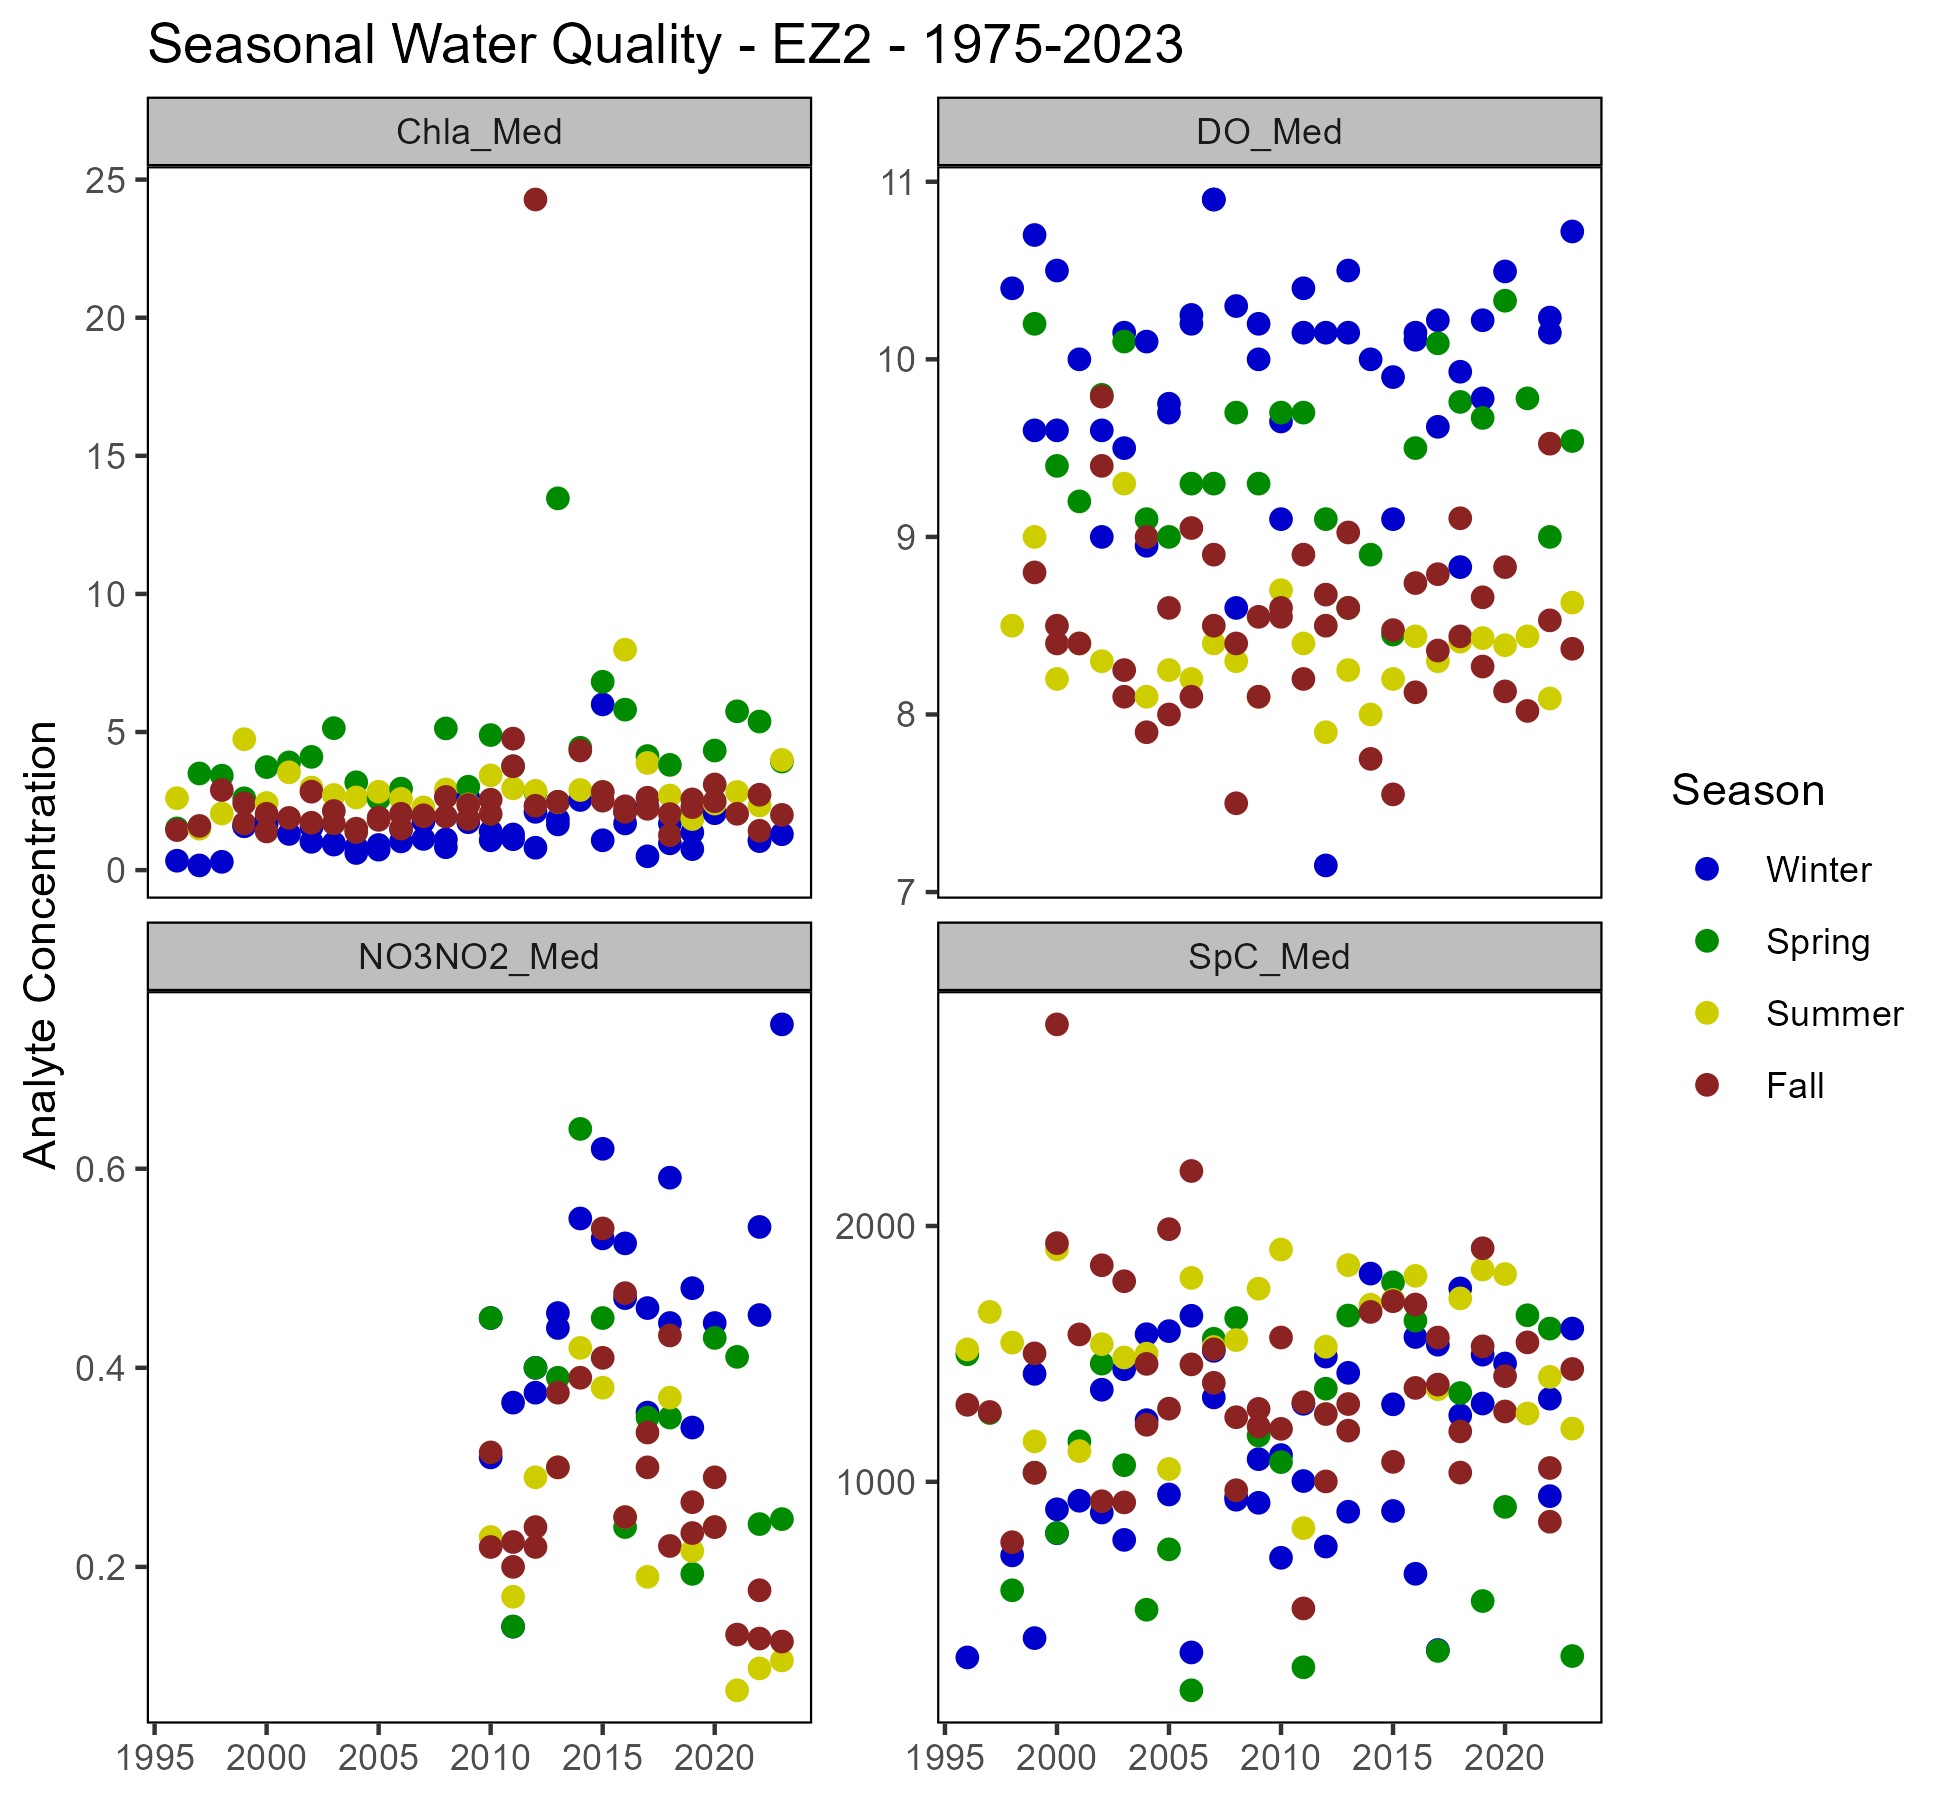 Seasonal Water Quality - EZ2 - 1975-2023
Chla_Med
DO_Med
25
20
15
10
5
0
11
10
9
8
7
Analyte Concentration
NO3NO2_Med
SpC_Med
0.6
0.4
0.2
2000
1000
1995 2000 2005 2010 2015 2020
1995 2000 2005 2010 2015 2020
Season
Winter
Spring
Summer
Fall